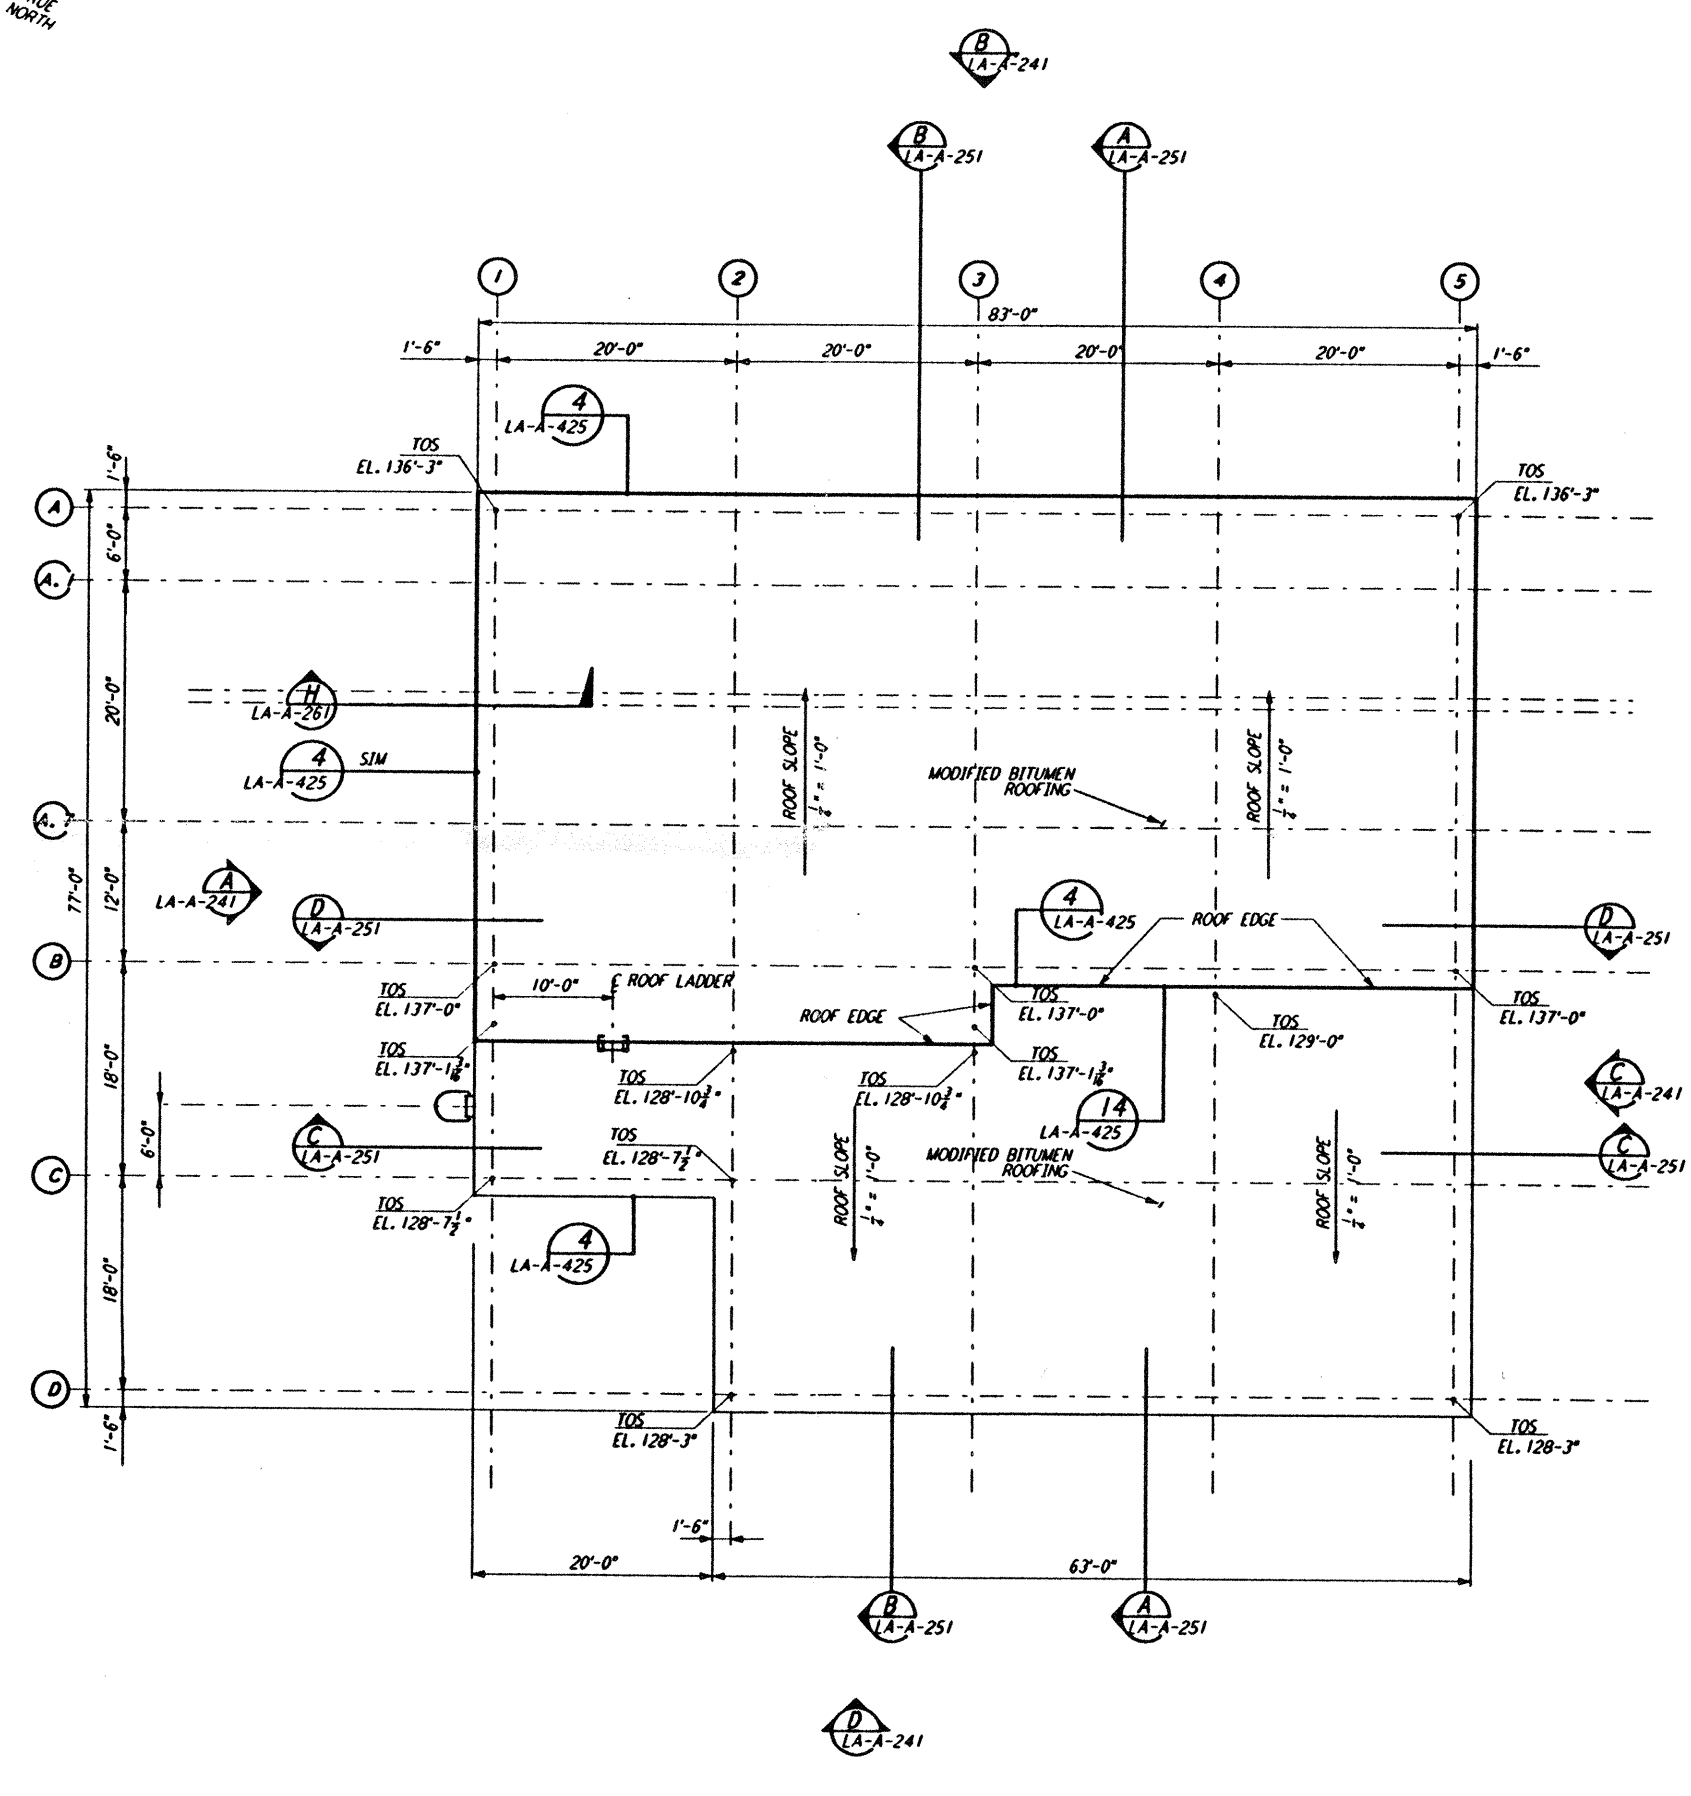 NORTH
B
LA-A-241
B
LA-A-251
A
LA-A-251
1
2
3
4
5
83'-0"
1'-6"
20'-0"
20'-0"
20'-0"
20'-0"
1'-6"
4
LA-A-425
TOS
EL. 136'-3"
TOS
EL. 136'-3"
1'-6"
A
6'-0"
A.1
20'-0"
H
LA-A-261
4
SIM
LA-A-425
ROOF SLOPE
ROOF SLOPE
MODIFIED BITUMEN
ROOFING
77'-0"
12'-0"
A
LA-A-241
D
LA-A-251
4
LA-A-425
ROOF EDGE
D
LA-A-251
B
TOS
EL. 137'-0"
10'-0"
℄ ROOF LADDER
ROOF EDGE
TOS
EL. 137'-0"
TOS
EL. 129'-0"
TOS
EL. 137'-0"
TOS
EL. 137'-1 3/16"
TOS
EL. 128'-10 3/4"
TOS
EL. 128'-10 3/4"
TOS
EL. 137'-1 3/16"
18'-0"
6'-0"
C
LA-A-251
TOS
EL. 128'-7 1/2"
14
LA-A-425
C
LA-A-241
C
LA-A-251
MODIFIED BITUMEN
ROOFING
ROOF SLOPE
1/4" = 1'-0"
ROOF SLOPE
1/4" = 1'-0"
C
TOS
EL. 128'-7 1/2"
4
LA-A-425
18'-0"
D
1'-6"
TOS
EL. 128'-3"
TOS
EL. 128-3"
1'-6"
20'-0"
63'-0"
B
LA-A-251
A
LA-A-251
D
LA-A-241